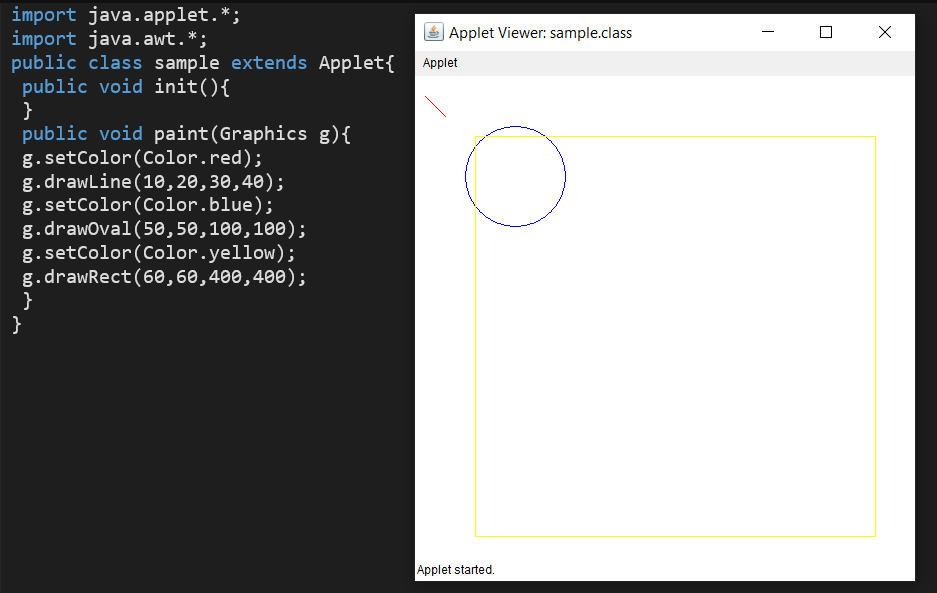 import java.applet.*;
import java.awt.*;
public class sample extends Applet{
public void init(){
}
public void paint(Graphics g){
g.setColor(Color.red);
g.drawLine(10,20,30,40);
g.setColor(Color.blue);
g.drawOval(50,50,100,100);
g.setColor(Color.yellow);
g.drawRect(60,60,400,400);
}
}
Applet Viewer: sample.class
Applet
Applet started.